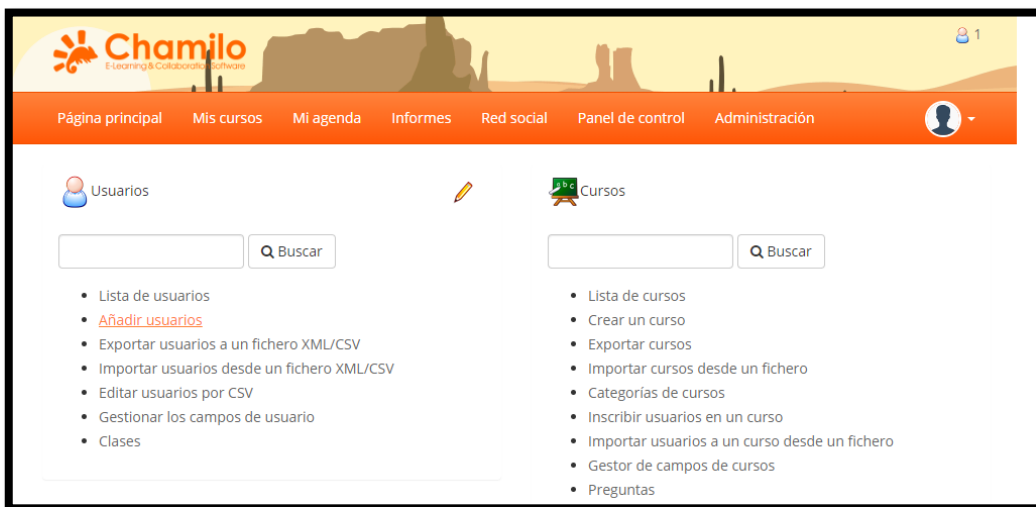 Chamilo
E-Learning & Collaboration Software
1
Página principal Mis cursos Mi agenda Informes Red social Panel de control Administración
Usuarios
Buscar
Lista de usuarios
Añadir usuarios
Exportar usuarios a un fichero XML/CSV
Importar usuarios desde un fichero XML/CSV
Editar usuarios por CSV
Gestionar los campos de usuario
Clases
Cursos
Buscar
Lista de cursos
Crear un curso
Exportar cursos
Importar cursos desde un fichero
Categorías de cursos
Inscribir usuarios en un curso
Importar usuarios a un curso desde un fichero
Gestor de campos de cursos
Preguntas